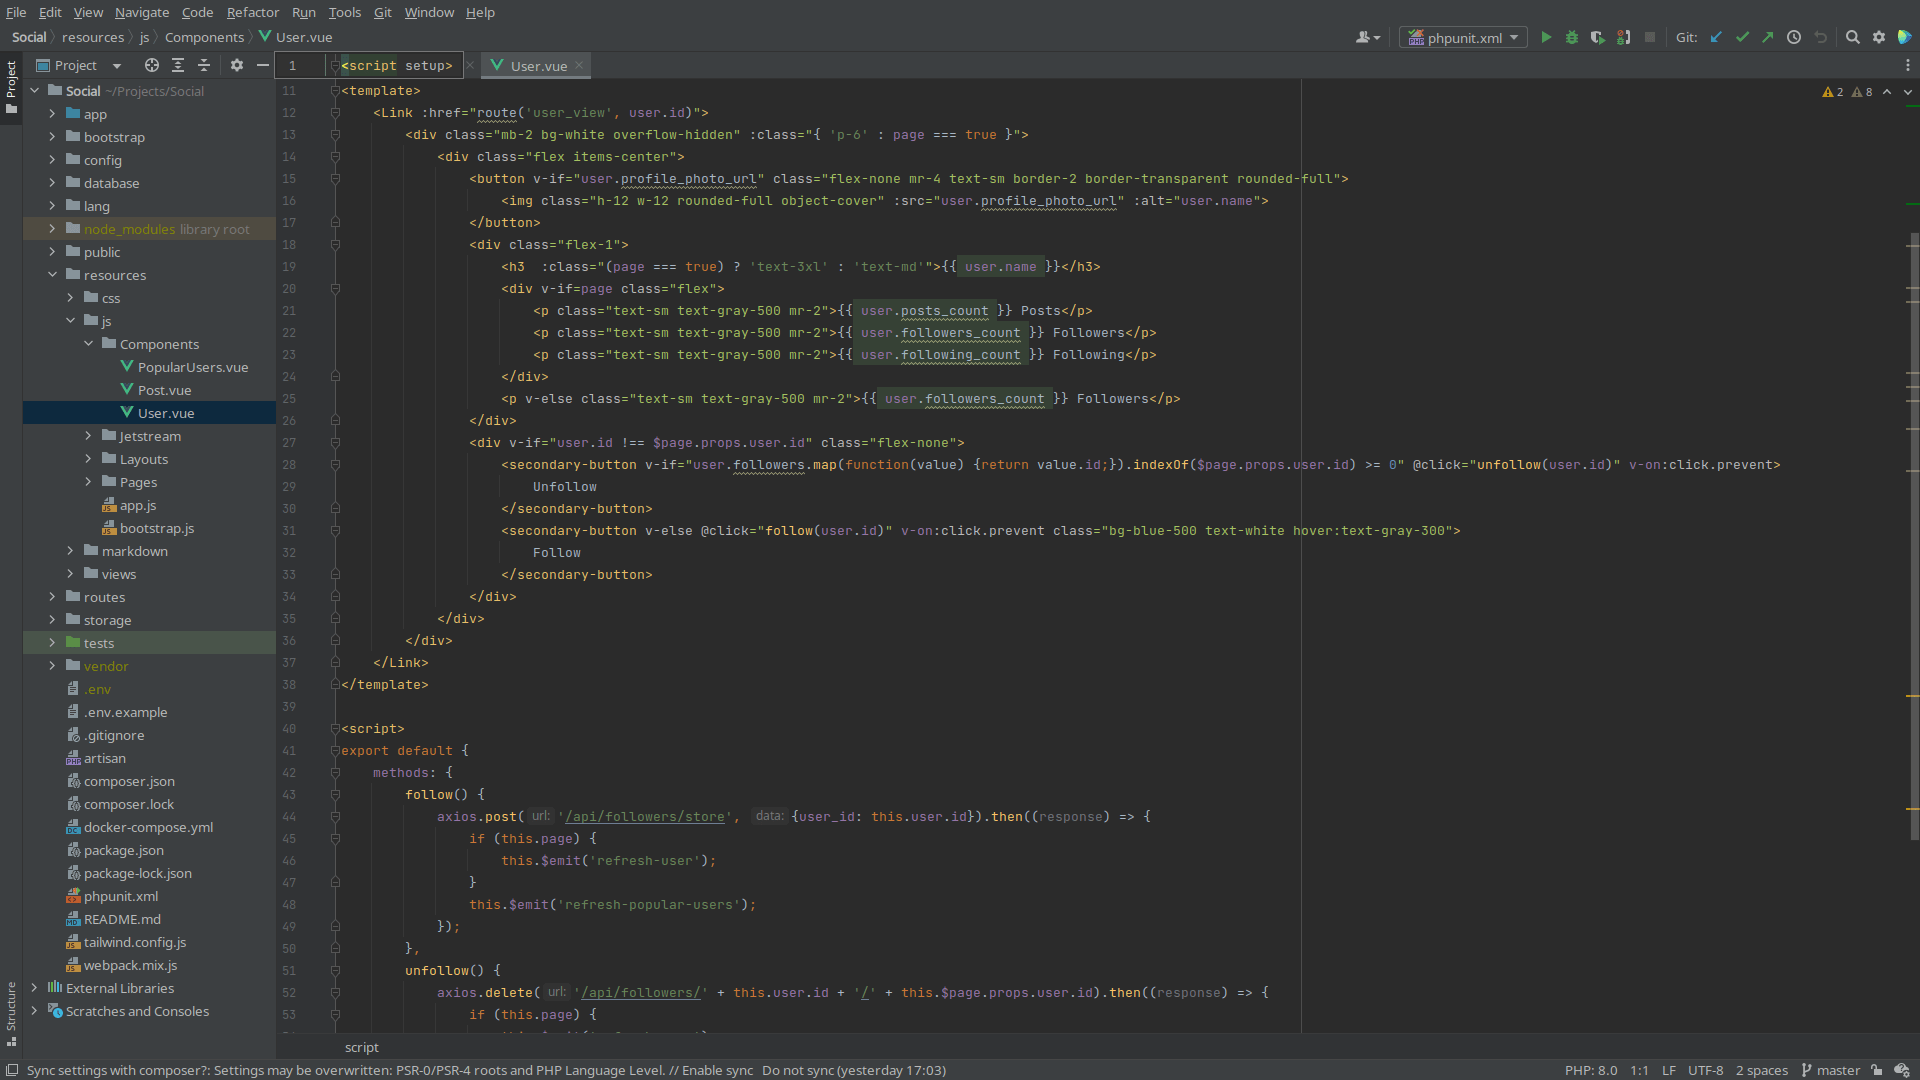 File Edit View Navigate Code Refactor Run Tools Git Window Help
Social resources js Components User.vue
phpunit.xml
Git:
Project
Project
1 <script setup>
User.vue
2 8
Social ~/Projects/Social
app
bootstrap
config
database
lang
node_modules library root
public
resources
css
js
Components
PopularUsers.vue
Post.vue
User.vue
Jetstream
Layouts
Pages
app.js
bootstrap.js
markdown
views
routes
storage
tests
vendor
.env
.env.example
.gitignore
artisan
composer.json
composer.lock
docker-compose.yml
package.json
package-lock.json
phpunit.xml
README.md
tailwind.config.js
webpack.mix.js
External Libraries
Scratches and Consoles
Structure
11 <template>
12 <Link :href="route('user_view', user.id)">
13 <div class="mb-2 bg-white overflow-hidden" :class="{ 'p-6' : page === true }">
14 <div class="flex items-center">
15 <button v-if="user.profile_photo_url" class="flex-none mr-4 text-sm border-2 border-transparent rounded-full">
16 <img class="h-12 w-12 rounded-full object-cover" :src="user.profile_photo_url" :alt="user.name">
17 </button>
18 <div class="flex-1">
19 <h3  :class="(page === true) ? 'text-3xl' : 'text-md'">{{ user.name }}</h3>
20 <div v-if=page class="flex">
21 <p class="text-sm text-gray-500 mr-2">{{ user.posts_count }} Posts</p>
22 <p class="text-sm text-gray-500 mr-2">{{ user.followers_count }} Followers</p>
23 <p class="text-sm text-gray-500 mr-2">{{ user.following_count }} Following</p>
24 </div>
25 <p v-else class="text-sm text-gray-500 mr-2">{{ user.followers_count }} Followers</p>
26 </div>
27 <div v-if="user.id !== $page.props.user.id" class="flex-none">
28 <secondary-button v-if="user.followers.map(function(value) {return value.id;}).indexOf($page.props.user.id) >= 0" @click="unfollow(user.id)" v-on:click.prevent>
29 Unfollow
30 </secondary-button>
31 <secondary-button v-else @click="follow(user.id)" v-on:click.prevent class="bg-blue-500 text-white hover:text-gray-300">
32 Follow
33 </secondary-button>
34 </div>
35 </div>
36 </div>
37 </Link>
38 </template>
39
40 <script>
41 export default {
42 methods: {
43 follow() {
44 axios.post( url: '/api/followers/store', data: {user_id: this.user.id}).then((response) => {
45 if (this.page) {
46 this.$emit('refresh-user');
47 }
48 this.$emit('refresh-popular-users');
49 });
50 },
51 unfollow() {
52 axios.delete( url: '/api/followers/' + this.user.id + '/' + this.$page.props.user.id).then((response) => {
53 if (this.page) {
script
Sync settings with composer?: Settings may be overwritten: PSR-0/PSR-4 roots and PHP Language Level. // Enable sync Do not sync (yesterday 17:03)
PHP: 8.0 1:1 LF UTF-8 2 spaces master